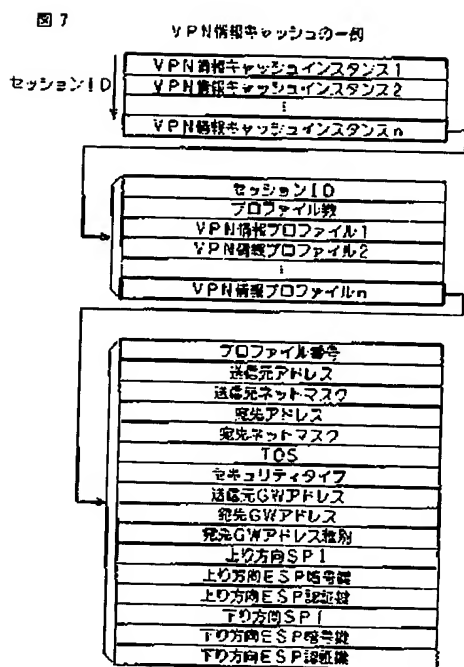 図7
VPN情報キャッシュの一例
セッションID
VPN情報キャッシュインスタンス1
VPN情報キャッシュインスタンス2
⋮
VPN情報キャッシュインスタンスn
セッションID
プロファイル数
VPN情報プロファイル1
VPN情報プロファイル2
⋮
VPN情報プロファイルn
プロファイル番号
送信元アドレス
送信元ネットマスク
宛先アドレス
宛先ネットマスク
TOS
セキュリティタイプ
送信元GWアドレス
宛先GWアドレス
宛先GWアドレス種別
上り方向SPI
上り方向ESP暗号鍵
上り方向ESP認証鍵
下り方向SPI
下り方向ESP暗号鍵
下り方向ESP認証鍵